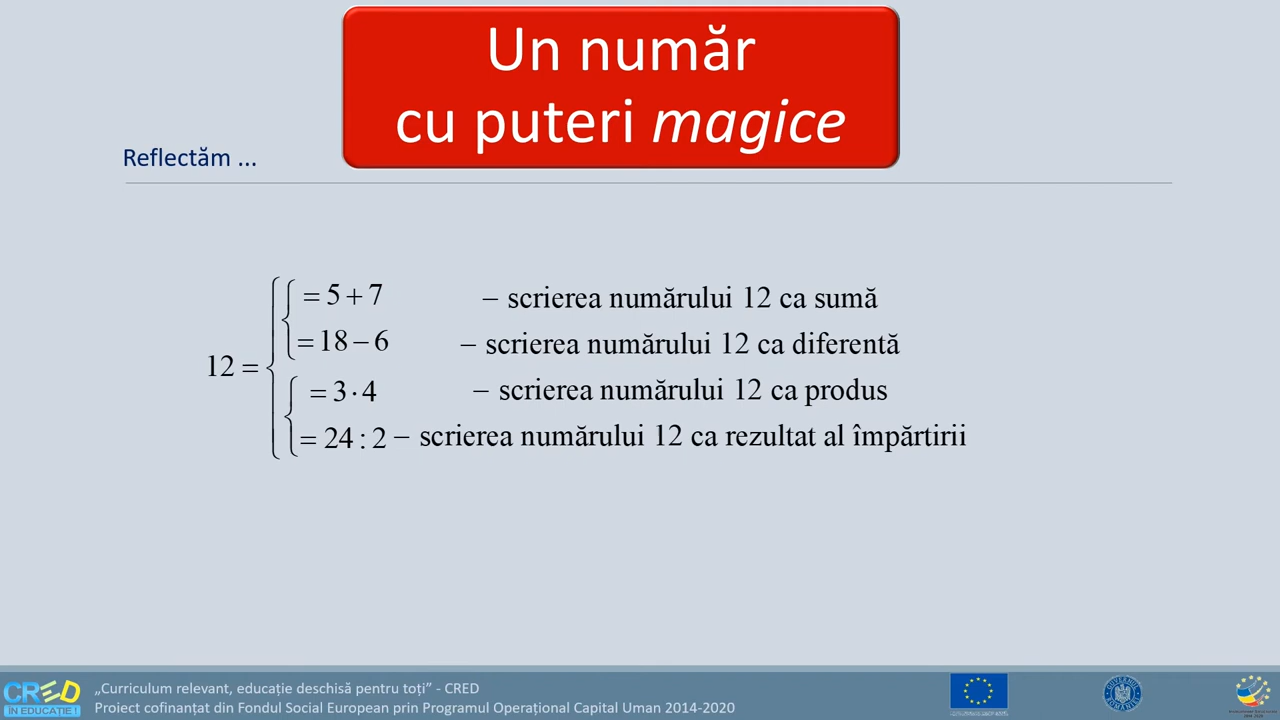 Un număr
cu puteri magice
Reflectăm ...
= 5 + 7 – scrierea numărului 12 ca sumă
= 18 – 6 – scrierea numărului 12 ca diferentă
12 =
= 3 · 4 – scrierea numărului 12 ca produs
= 24 : 2 – scrierea numărului 12 ca rezultat al împărtirii
CRED
IN EDUCAȚIE !
„Curriculum relevant, educație deschisă pentru toți” - CRED
Proiect cofinanțat din Fondul Social European prin Programul Operațional Capital Uman 2014-2020